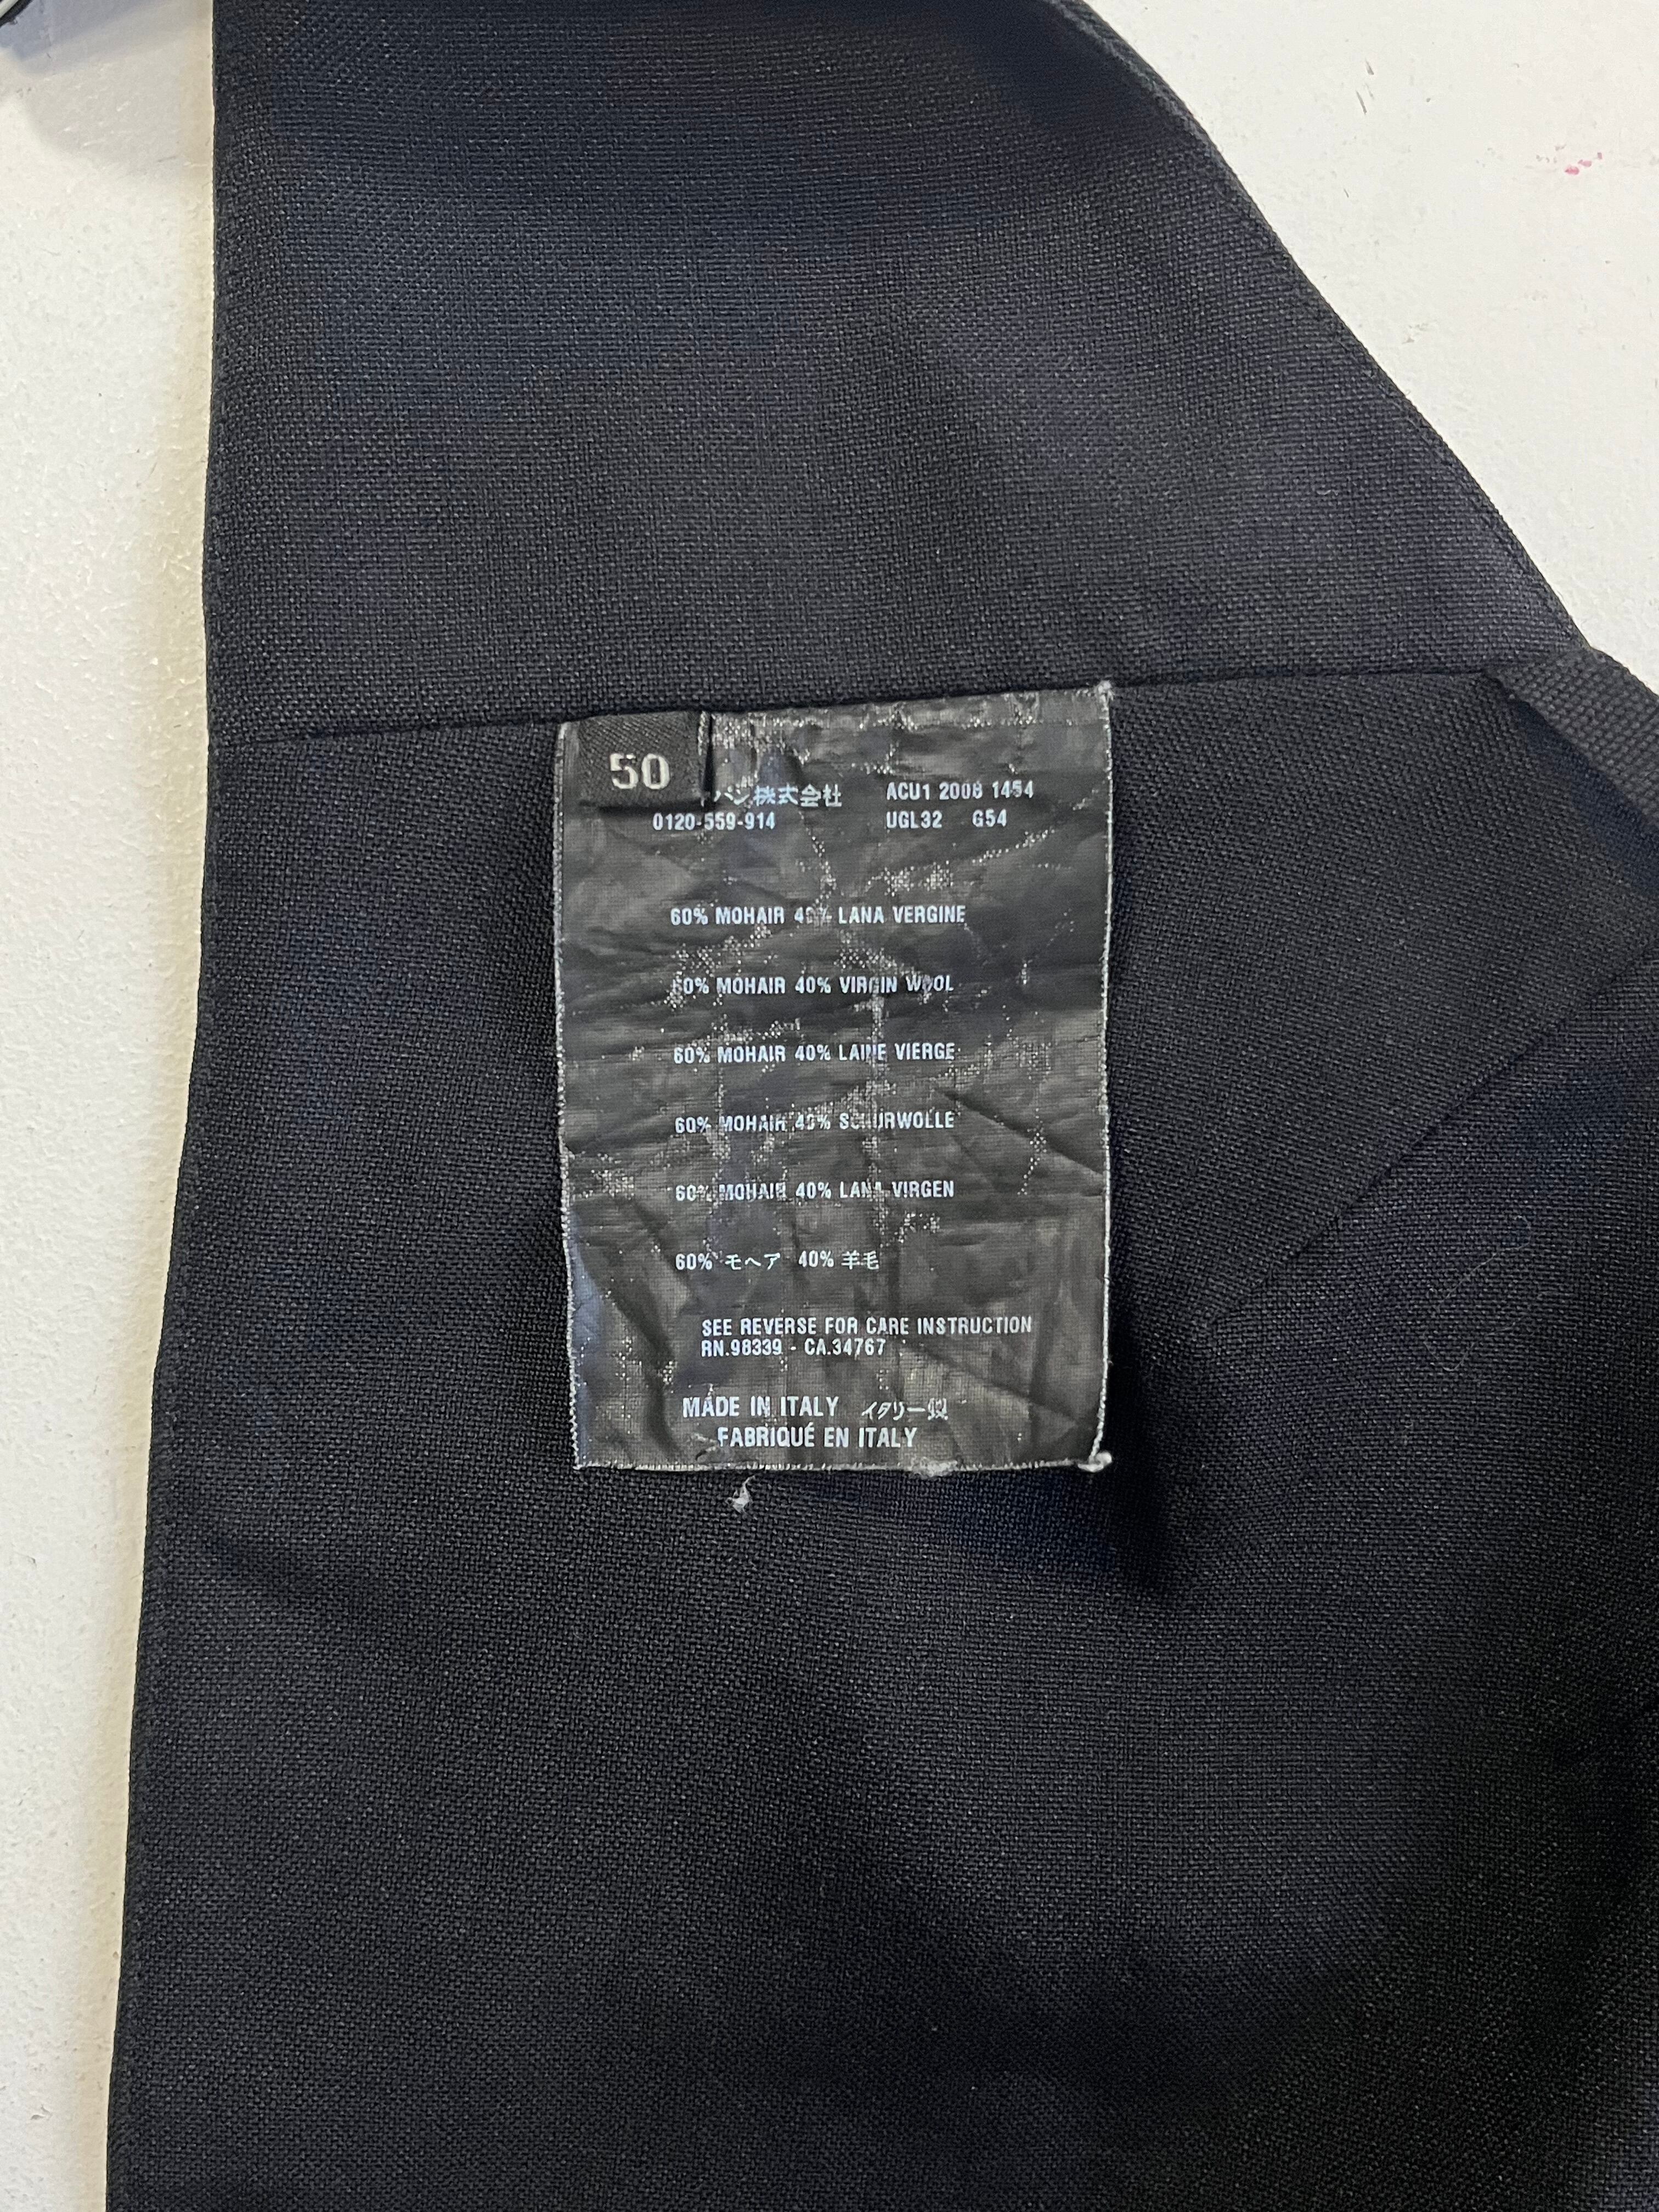 50
パン株式会社 ACU1 2008 1454
0120-559-914 UGL32 G54
60% MOHAIR 40% LANA VERGINE
60% MOHAIR 40% VIRGIN WOOL
60% MOHAIR 40% LAINE VIERGE
60% MOHAIR 40% SCHURWOLLE
60% MOHAIR 40% LANA VIRGEN
60% モヘア 40% 羊毛
SEE REVERSE FOR CARE INSTRUCTION
RN.98339 - CA.34767
MADE IN ITALY イタリー製
FABRIQUÉ EN ITALY